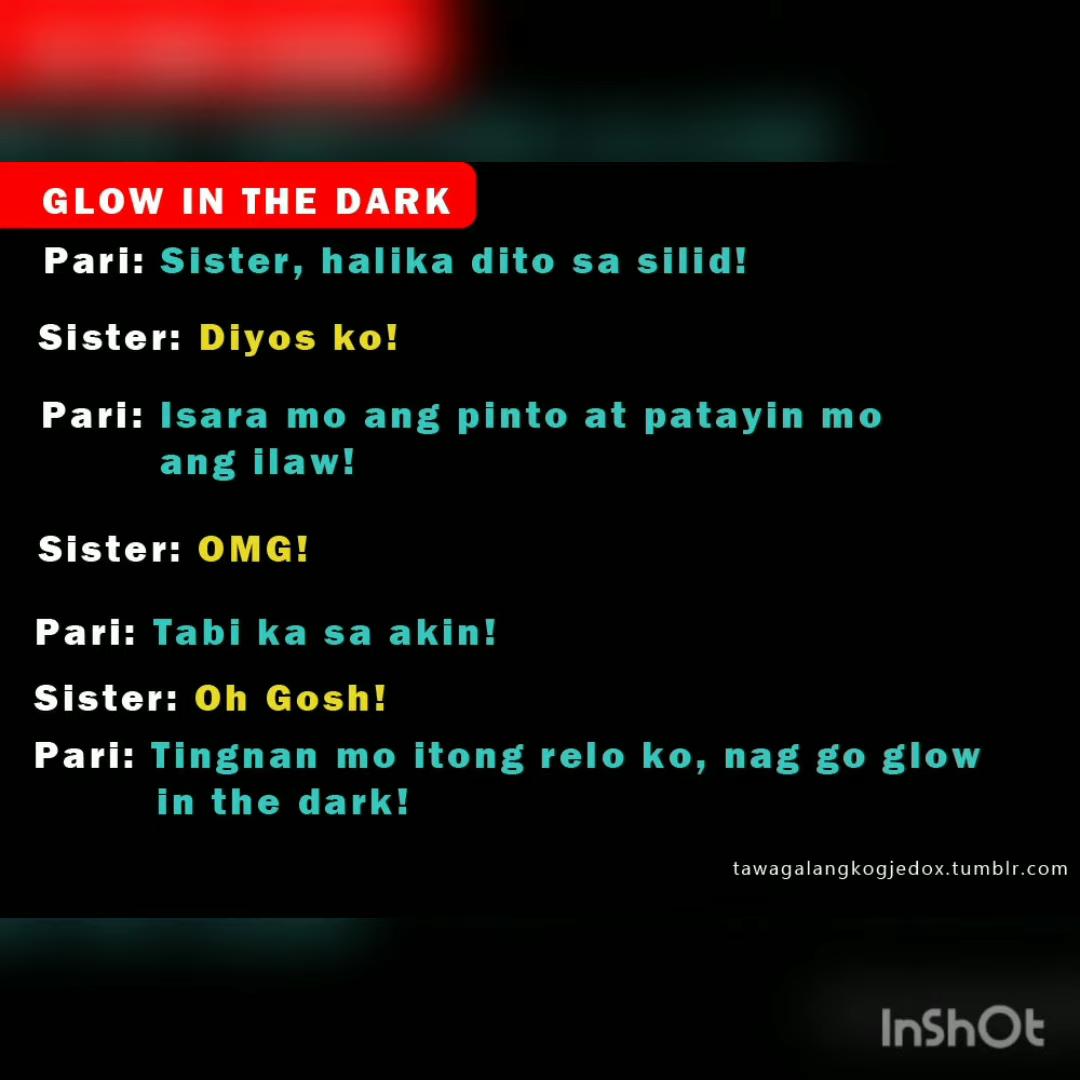 GLOW IN THE DARK
Pari: Sister, halika dito sa silid!
Sister: Diyos ko!
Pari: Isara mo ang pinto at patayin mo
ang ilaw!
Sister: OMG!
Pari: Tabi ka sa akin!
Sister: Oh Gosh!
Pari: Tingnan mo itong relo ko, nag go glow
in the dark!
tawagalangkogjedox.tumblr.com
InShOt